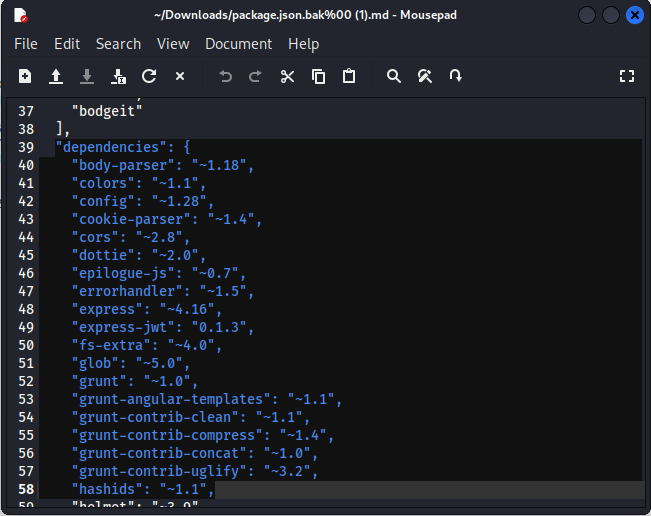 ~/Downloads/package.json.bak%00 (1).md - Mousepad
File Edit Search View Document Help
37 "bodgeit"
38 ],
39 "dependencies": {
40 "body-parser": "~1.18",
41 "colors": "~1.1",
42 "config": "~1.28",
43 "cookie-parser": "~1.4",
44 "cors": "~2.8",
45 "dottie": "~2.0",
46 "epilogue-js": "~0.7",
47 "errorhandler": "~1.5",
48 "express": "~4.16",
49 "express-jwt": "0.1.3",
50 "fs-extra": "~4.0",
51 "glob": "~5.0",
52 "grunt": "~1.0",
53 "grunt-angular-templates": "~1.1",
54 "grunt-contrib-clean": "~1.1",
55 "grunt-contrib-compress": "~1.4",
56 "grunt-contrib-concat": "~1.0",
57 "grunt-contrib-uglify": "~3.2",
58 "hashids": "~1.1",
59 "helmet": "~3.9"